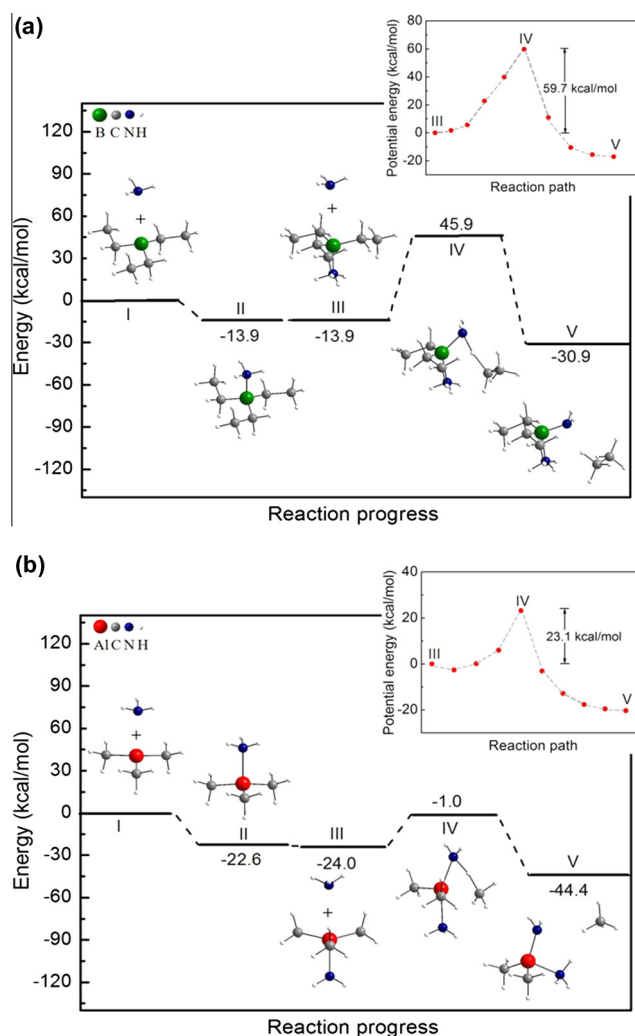 (a)
Energy (kcal/mol)
120
90
60
30
0
-30
-60
-90
-120
B C N H
+
+
I
II
-13.9
III
-13.9
45.9
IV
V
-30.9
Reaction progress
Potential energy (kcal/mol)
80
60
40
20
0
-20
III
IV
59.7 kcal/mol
V
Reaction path
(b)
Energy (kcal/mol)
120
90
60
30
0
-30
-60
-90
-120
Al C N H
+
+
I
II
-22.6
III
-24.0
-1.0
IV
V
-44.4
Reaction progress
Potential energy (kcal/mol)
40
20
0
-20
III
IV
23.1 kcal/mol
V
Reaction path